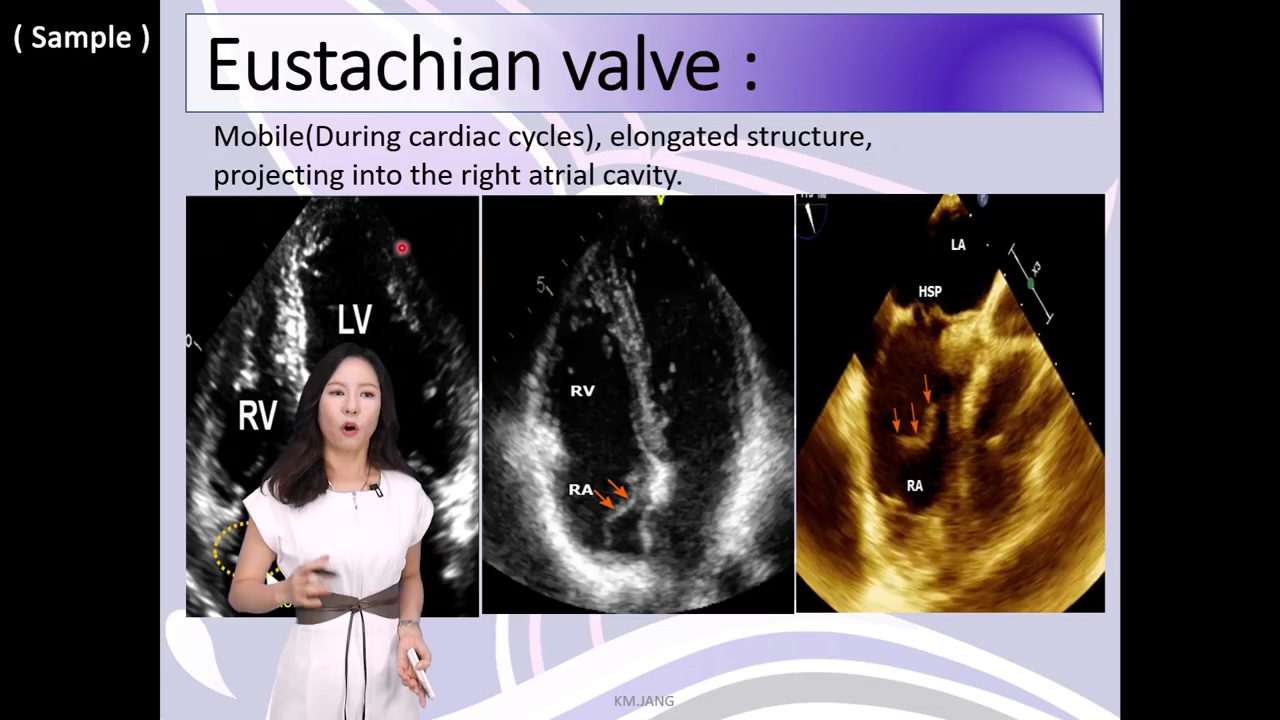 ( Sample )
Eustachian valve :
Mobile(During cardiac cycles), elongated structure,
projecting into the right atrial cavity.
LV
RV
5
V
RV
RA
LA
HSP
RA
KM.JANG